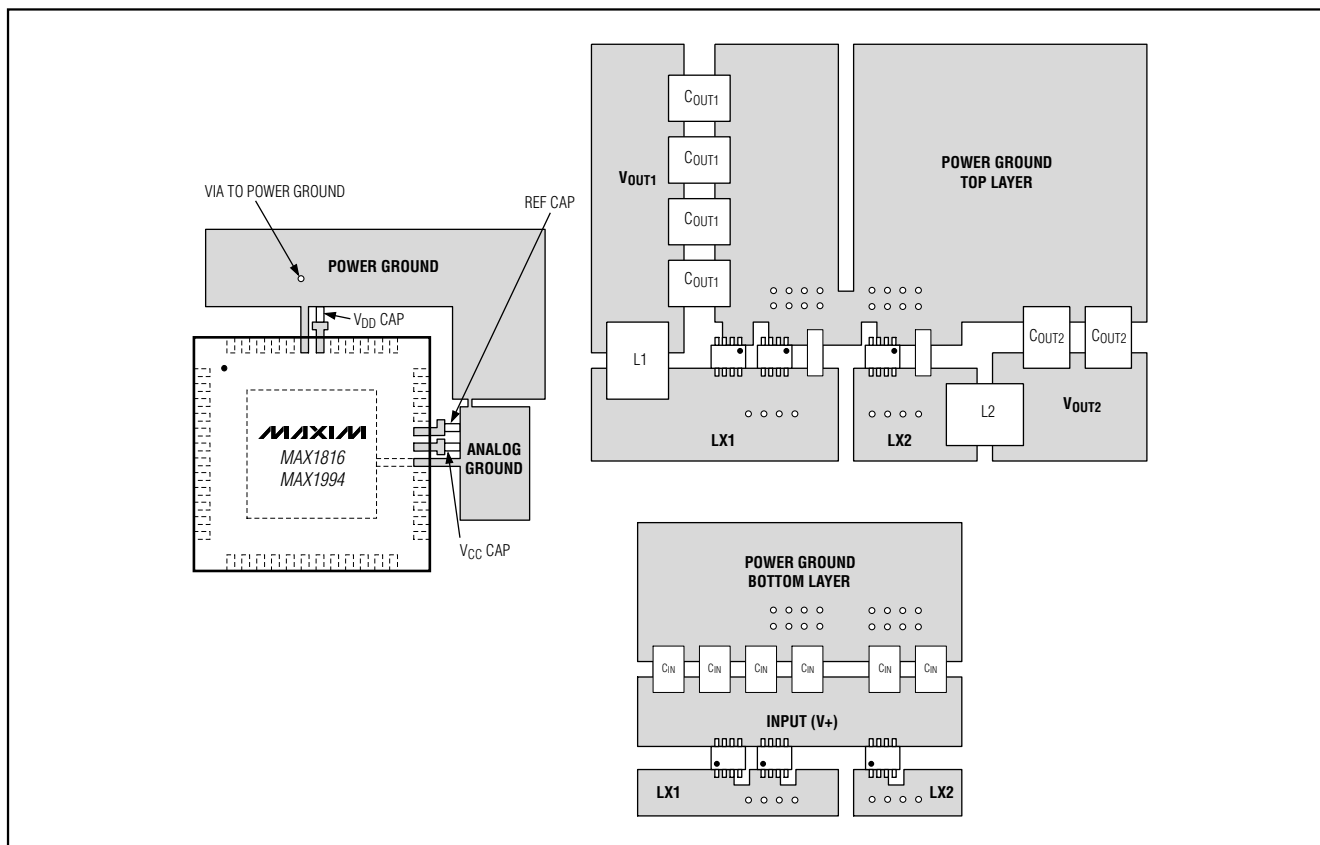 VIA TO POWER GROUND
REF CAP
POWER GROUND
VDD CAP
MAXIM
MAX1816
MAX1994
ANALOG
GROUND
VCC CAP
COUT1
COUT1
COUT1
COUT1
VOUT1
POWER GROUND
TOP LAYER
L1
COUT2
COUT2
L2
VOUT2
LX1
LX2
POWER GROUND
BOTTOM LAYER
CIN
CIN
CIN
CIN
CIN
CIN
INPUT (V+)
LX1
LX2